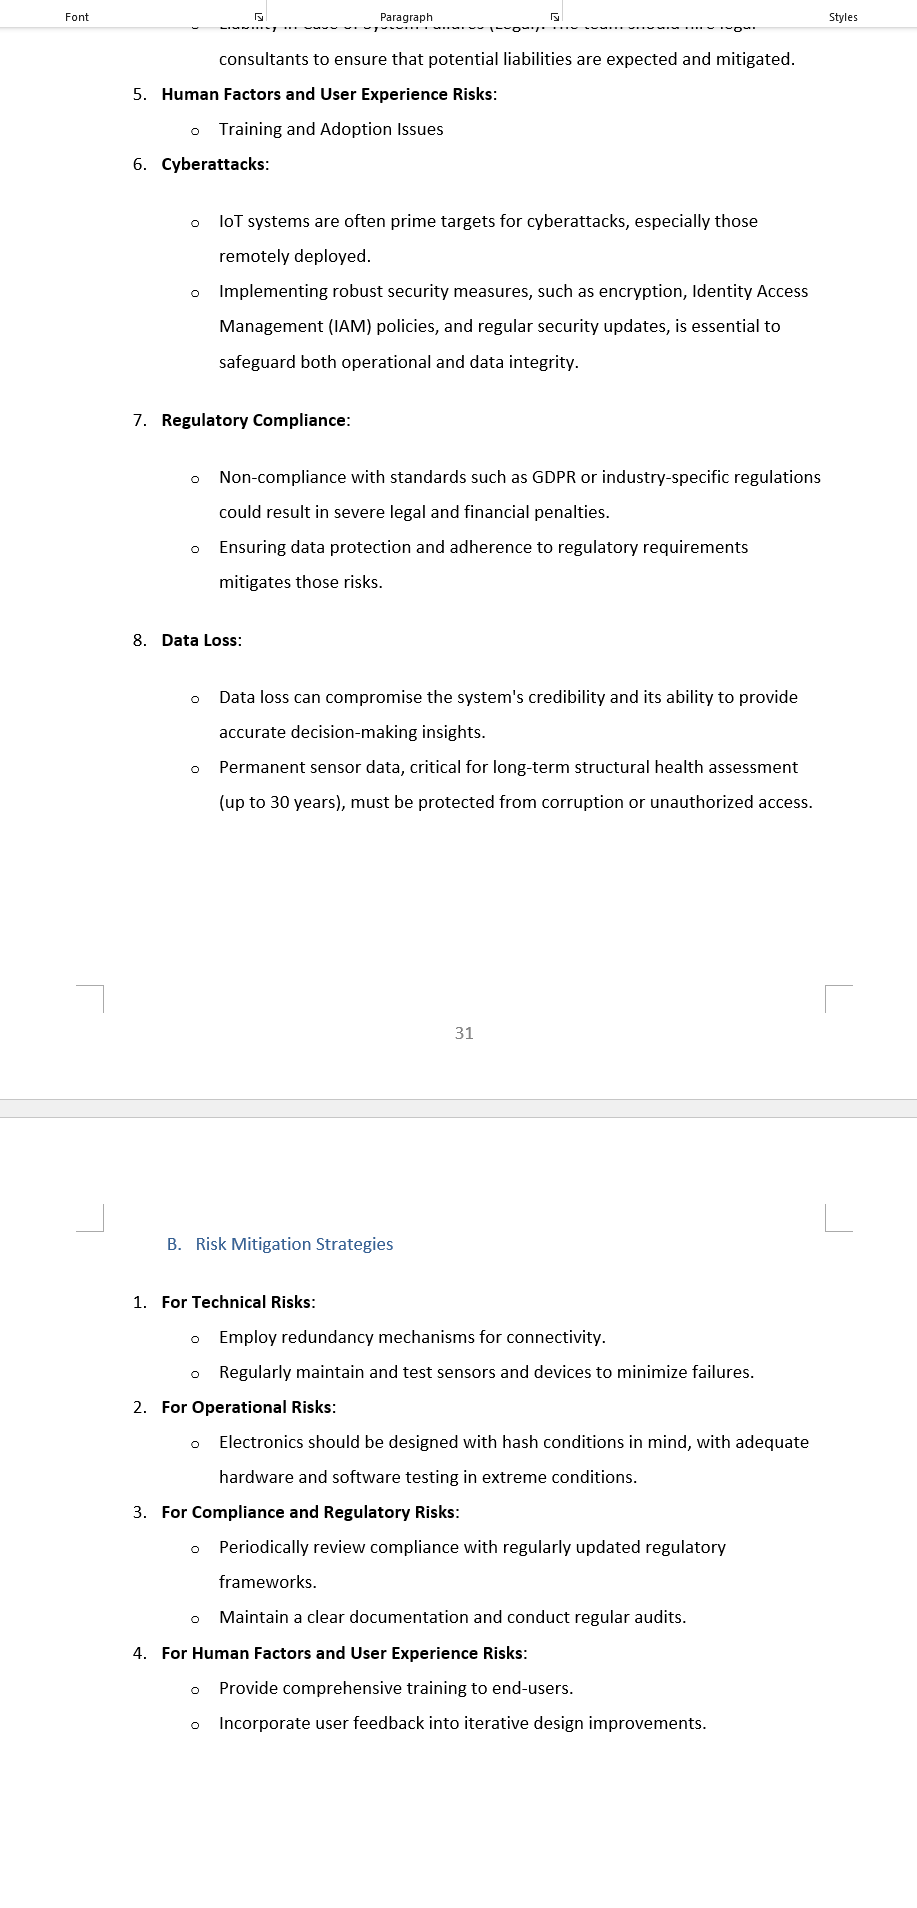 Font Paragraph Styles
consultants to ensure that potential liabilities are expected and mitigated.
5. Human Factors and User Experience Risks:
o Training and Adoption Issues
6. Cyberattacks:
o IoT systems are often prime targets for cyberattacks, especially those
remotely deployed.
o Implementing robust security measures, such as encryption, Identity Access
Management (IAM) policies, and regular security updates, is essential to
safeguard both operational and data integrity.
7. Regulatory Compliance:
o Non-compliance with standards such as GDPR or industry-specific regulations
could result in severe legal and financial penalties.
o Ensuring data protection and adherence to regulatory requirements
mitigates those risks.
8. Data Loss:
o Data loss can compromise the system's credibility and its ability to provide
accurate decision-making insights.
o Permanent sensor data, critical for long-term structural health assessment
(up to 30 years), must be protected from corruption or unauthorized access.
31
B. Risk Mitigation Strategies
1. For Technical Risks:
o Employ redundancy mechanisms for connectivity.
o Regularly maintain and test sensors and devices to minimize failures.
2. For Operational Risks:
o Electronics should be designed with hash conditions in mind, with adequate
hardware and software testing in extreme conditions.
3. For Compliance and Regulatory Risks:
o Periodically review compliance with regularly updated regulatory
frameworks.
o Maintain a clear documentation and conduct regular audits.
4. For Human Factors and User Experience Risks:
o Provide comprehensive training to end-users.
o Incorporate user feedback into iterative design improvements.